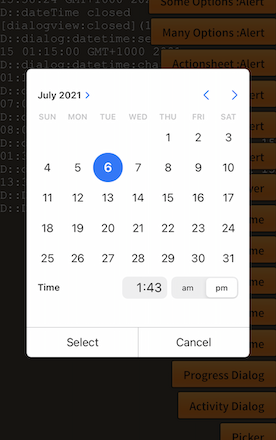 Some Options :Alert
D::dateTime closed
[dialogview:closed](1
Many Options :Alert
D::dialog:datetime:se
15 01:15:00 GMT+1000 2
Actionsheet :Alert
D::dialog:datetime:cha
July 2021
SUN MON TUE WED THU FRI SAT
1 2 3
4 5 6 7 8 9 10
11 12 13 14 15 16 17
18 19 20 21 22 23 24
25 26 27 28 29 30 31
Time 1:43 am pm
Select Cancel
Progress Dialog
Activity Dialog
Picker